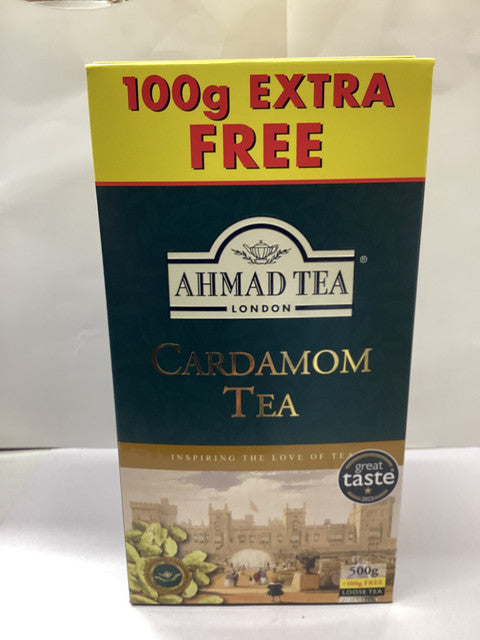 100g EXTRA
FREE
AHMAD TEA®
LONDON
CARDAMOM
TEA
INSPIRING THE LOVE OF TEA
great
taste
500g
+100g FREE
LOOSE TEA